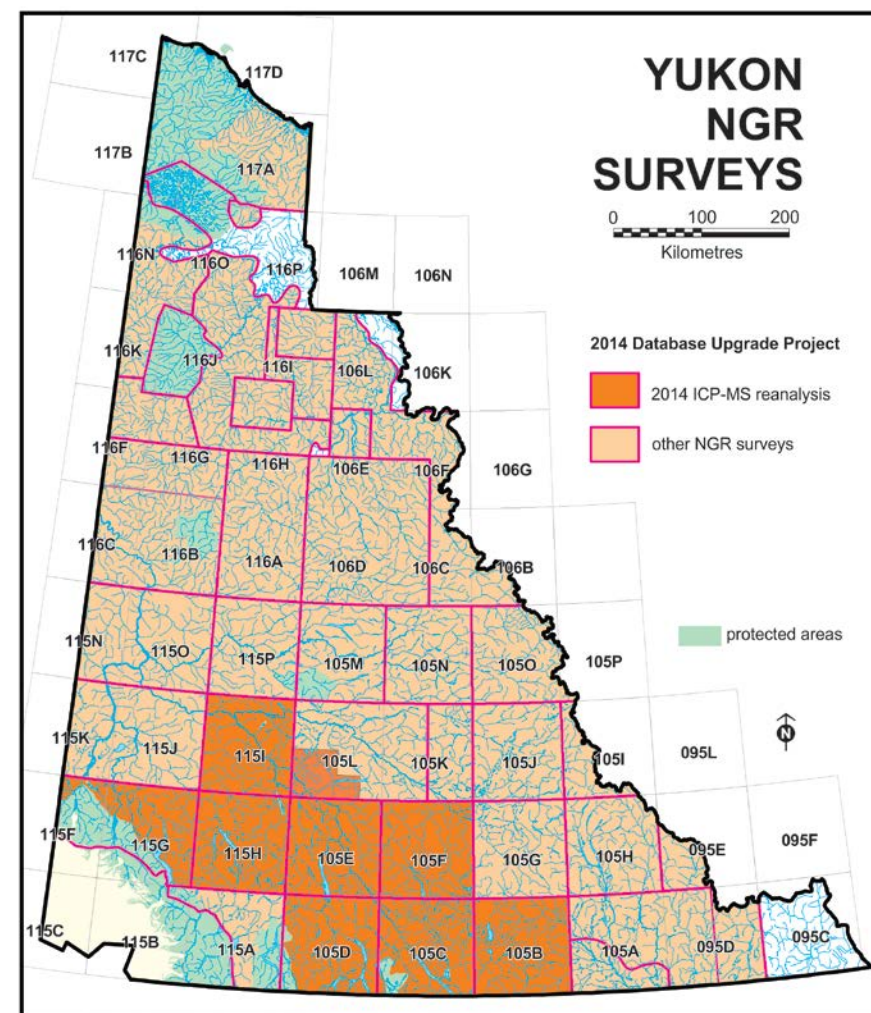 YUKON
NGR
SURVEYS
0 100 200
Kilometres
2014 Database Upgrade Project
2014 ICP-MS reanalysis
other NGR surveys
protected areas
N
117C
117D
117B
117A
116N
116O
116P
106M
106N
116K
116J
116I
106L
106K
116F
116G
116H
106E
106F
106G
116C
116B
116A
106D
106C
106B
115N
115O
115P
105M
105N
105O
105P
115K
115J
115I
105L
105K
105J
105I
095L
115F
115G
115H
105E
105F
105G
105H
095E
095F
115C
115B
115A
105D
105C
105B
105A
095D
095C